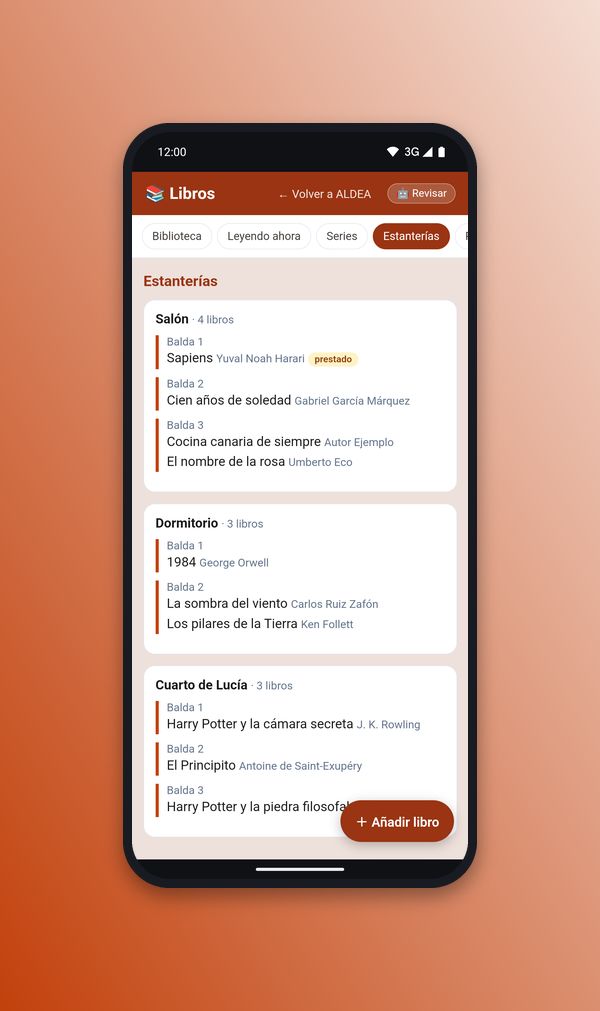 12:00 3G
📚 Libros ← Volver a ALDEA 🤖 Revisar
Biblioteca Leyendo ahora Series Estanterías
Estanterías
Salón · 4 libros
Balda 1
Sapiens Yuval Noah Harari prestado
Balda 2
Cien años de soledad Gabriel García Márquez
Balda 3
Cocina canaria de siempre Autor Ejemplo
El nombre de la rosa Umberto Eco
Dormitorio · 3 libros
Balda 1
1984 George Orwell
Balda 2
La sombra del viento Carlos Ruiz Zafón
Los pilares de la Tierra Ken Follett
Cuarto de Lucía · 3 libros
Balda 1
Harry Potter y la cámara secreta J. K. Rowling
Balda 2
El Principito Antoine de Saint-Exupéry
Balda 3
Harry Potter y la piedra filosofal
+ Añadir libro